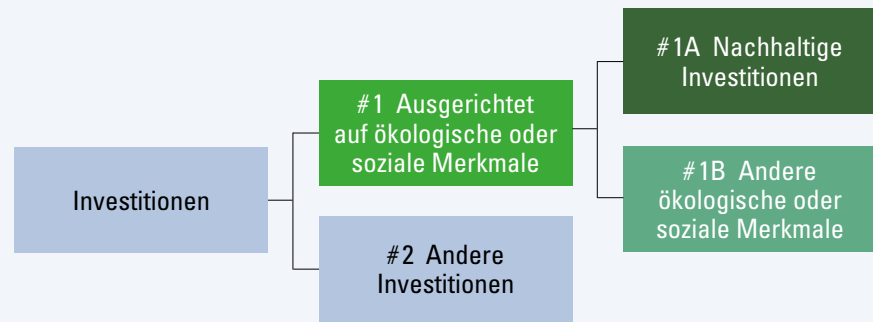 Investitionen
#1 Ausgerichtet
auf ökologische oder
soziale Merkmale
#2 Andere
Investitionen
#1A Nachhaltige
Investitionen
#1B Andere
ökologische oder
soziale Merkmale